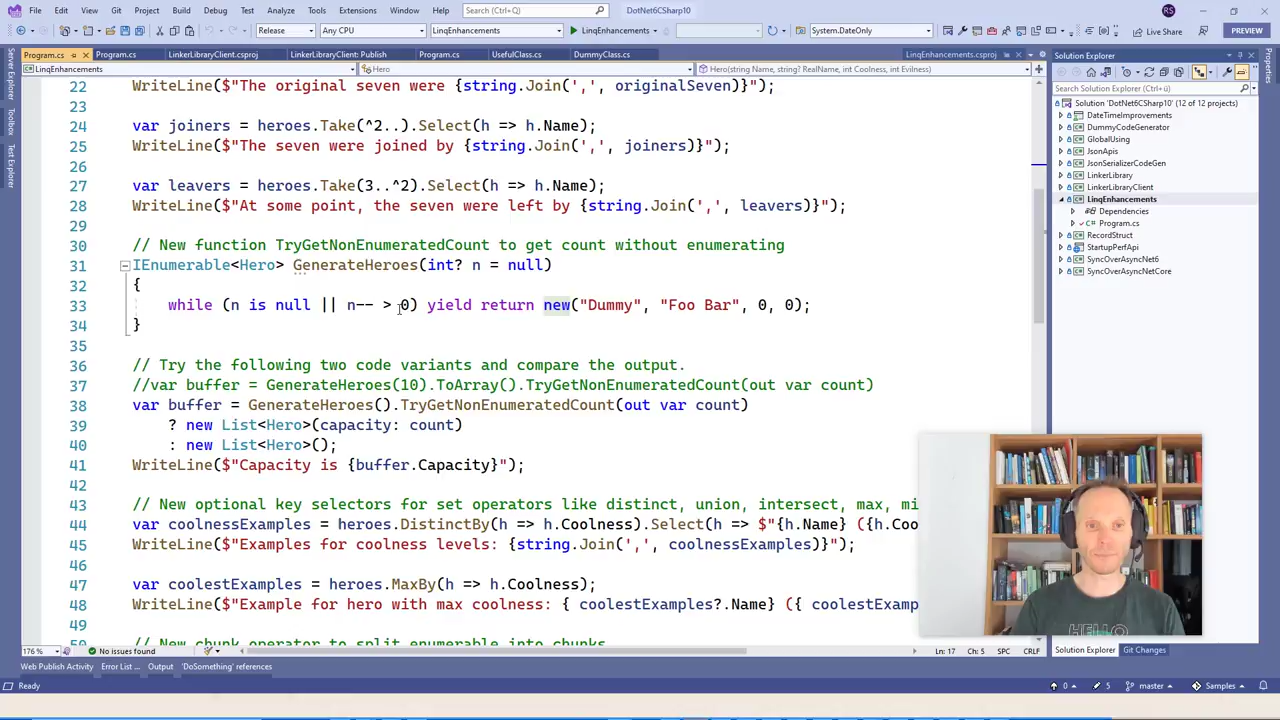 File Edit View Git Project Build Debug Test Analyze Tools Extensions Window Help Search (Ctrl+Q) DotNet6CSharp10 RS
Release Any CPU LinqEnhancements LinqEnhancements System.DateOnly Live Share PREVIEW
Program.cs Program.cs LinkerLibraryClient.csproj LinkerLibraryClient: Publish Program.cs UsefulClass.cs DummyClass.cs LinqEnhancements.csproj
LinqEnhancements Hero Hero(string Name, string? RealName, int Coolness, int Evilness)
22 WriteLine($"The original seven were {string.Join(',', originalSeven)}");
23
24 var joiners = heroes.Take(^2..).Select(h => h.Name);
25 WriteLine($"The seven were joined by {string.Join(',', joiners)}");
26
27 var leavers = heroes.Take(3..^2).Select(h => h.Name);
28 WriteLine($"At some point, the seven were left by {string.Join(',', leavers)}");
29
30 // New function TryGetNonEnumeratedCount to get count without enumerating
31 IEnumerable<Hero> GenerateHeroes(int? n = null)
32 {
33 while (n is null || n-- > 0) yield return new("Dummy", "Foo Bar", 0, 0);
34 }
35
36 // Try the following two code variants and compare the output.
37 //var buffer = GenerateHeroes(10).ToArray().TryGetNonEnumeratedCount(out var count)
38 var buffer = GenerateHeroes().TryGetNonEnumeratedCount(out var count)
39 ? new List<Hero>(capacity: count)
40 : new List<Hero>();
41 WriteLine($"Capacity is {buffer.Capacity}");
42
43 // New optional key selectors for set operators like distinct, union, intersect, max, mi
44 var coolnessExamples = heroes.DistinctBy(h => h.Coolness).Select(h => $"{h.Name} ({h.Coo
45 WriteLine($"Examples for coolness levels: {string.Join(',', coolnessExamples)}");
46
47 var coolestExamples = heroes.MaxBy(h => h.Coolness);
48 WriteLine($"Example for hero with max coolness: { coolestExamples?.Name} ({ coolestExamp
49
50 // New chunk operator to split enumerable into chunks
176 % No issues found Ln: 17 Ch: 5 SPC CRLF
Web Publish Activity Error List ... Output 'DoSomething' references
Ready 0 5 master Samples
Server Explorer
Toolbox
Test Explorer
Solution Explorer
Search Solution Explorer (Ctrl+ü)
Solution 'DotNet6CSharp10' (12 of 12 projects)
DateTimeImprovements
DummyCodeGenerator
GlobalUsing
JsonApis
JsonSerializerCodeGen
LinkerLibrary
LinkerLibraryClient
LinqEnhancements
Dependencies
Program.cs
RecordStruct
StartupPerfApi
SyncOverAsyncNet6
SyncOverAsyncNetCore
Solution Explorer Git Changes
Properties
HELLO